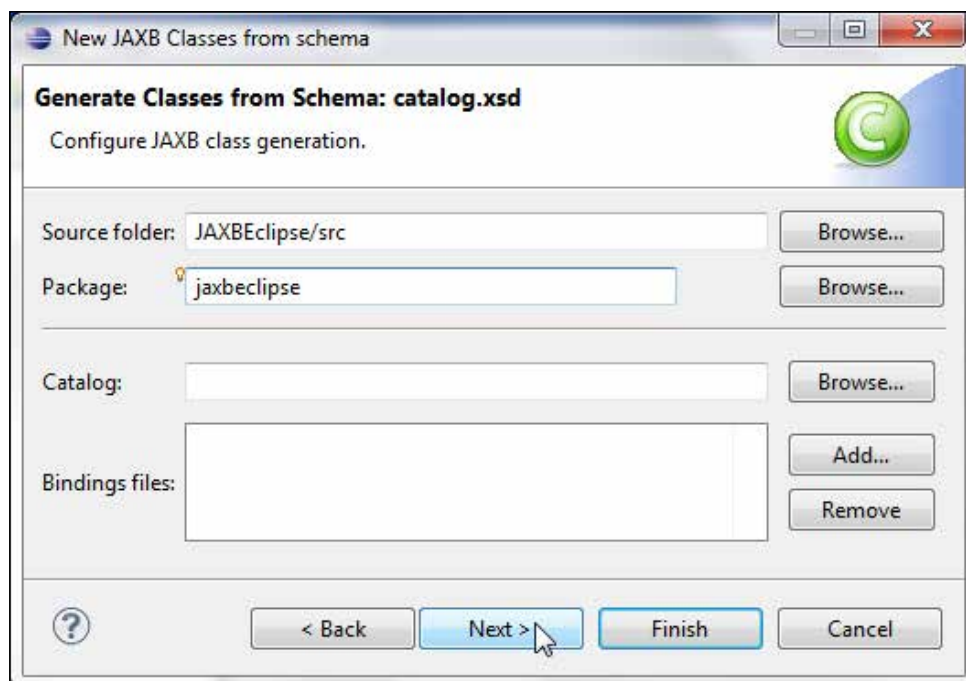 New JAXB Classes from schema
Generate Classes from Schema: catalog.xsd
Configure JAXB class generation.
Source folder: JAXBEclipse/src Browse...
Package: jaxbeclipse Browse...
Catalog: Browse...
Add...
Bindings files:
Remove
? < Back Next > Finish Cancel